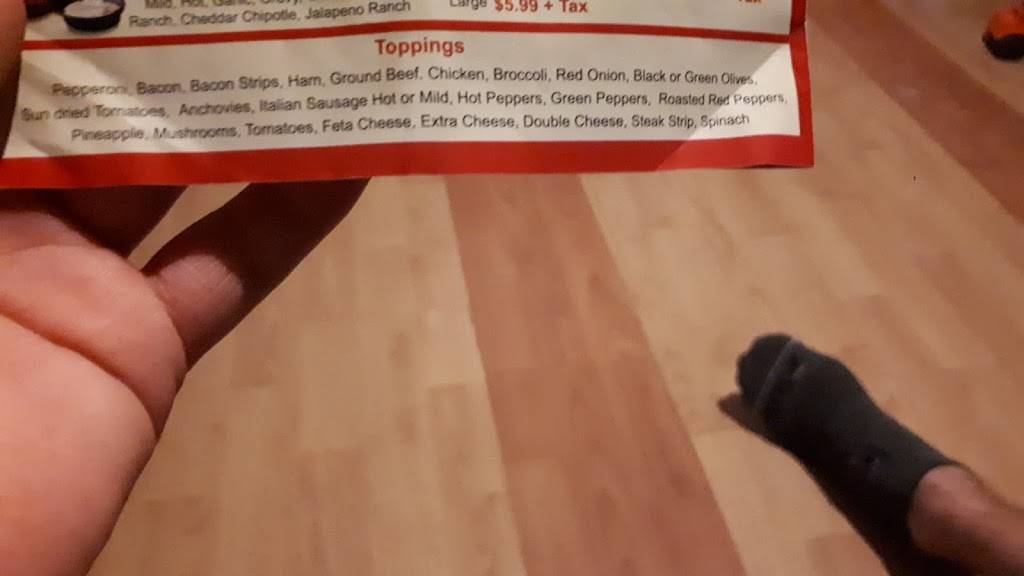 Mild, Hot,
Ranch, Cheddar Chipotle, Jalapeno Ranch
Large $5.99 + Tax
Toppings
Pepperoni, Bacon, Bacon Strips, Ham, Ground Beef. Chicken, Broccoli, Red Onion, Black or Green Olives,
Sun dried Tomatoes, Anchovies, Italian Sausage Hot or Mild, Hot Peppers, Green Peppers, Roasted Red Peppers,
Pineapple, Mushrooms, Tomatoes, Feta Cheese, Extra Cheese, Double Cheese, Steak Strip, Spinach